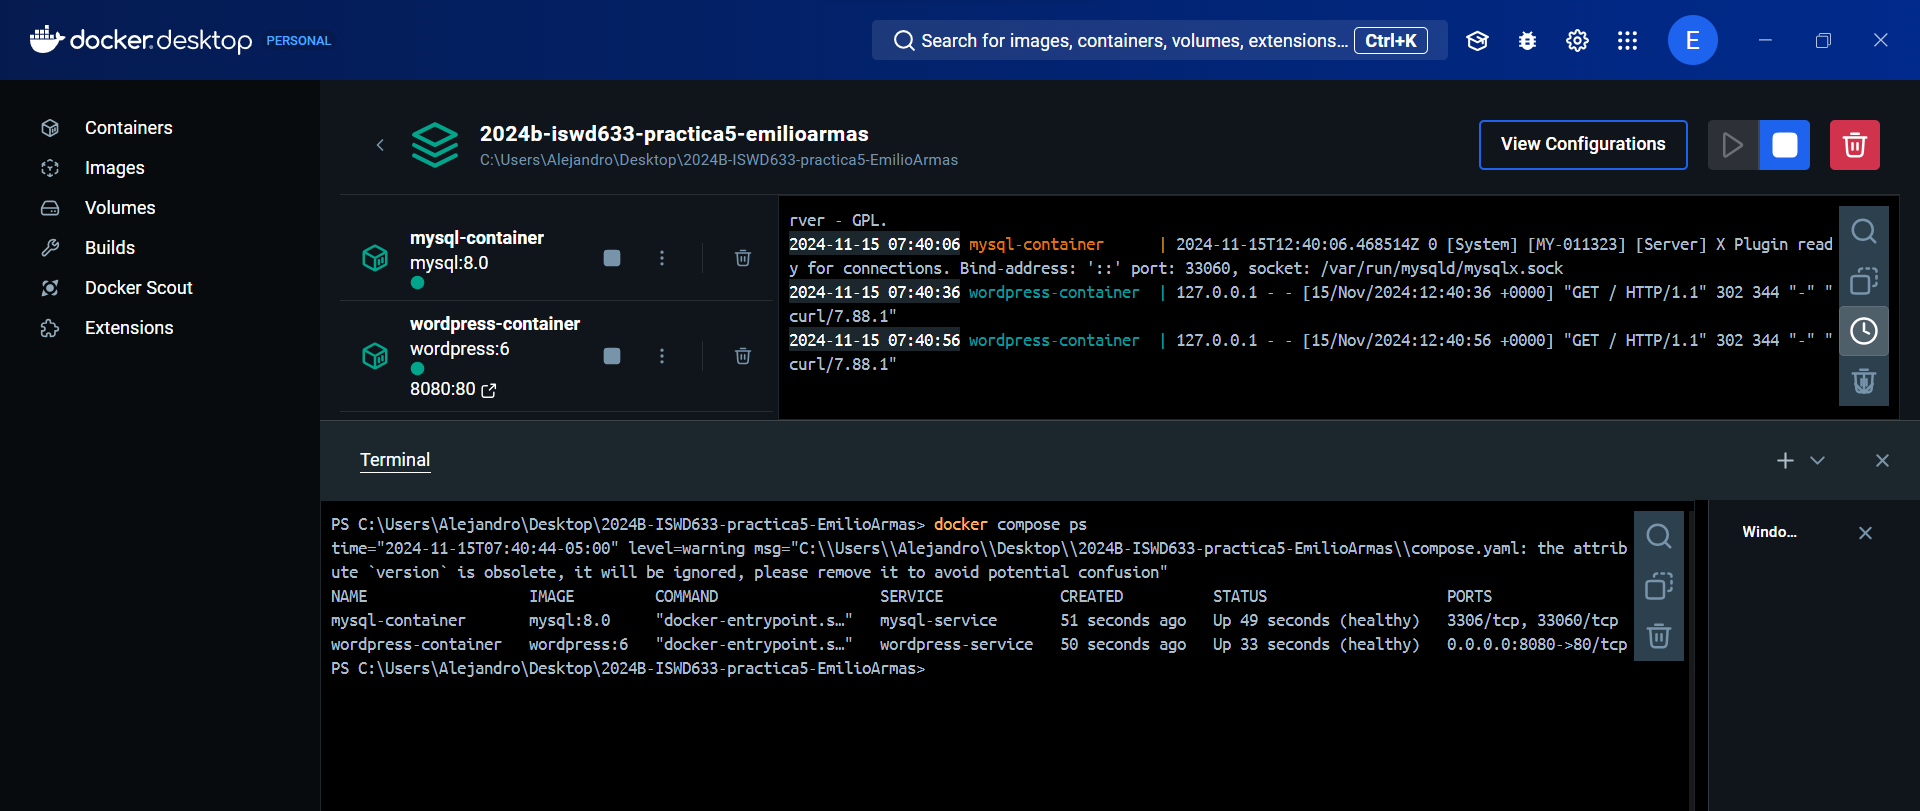 docker.desktop PERSONAL
Search for images, containers, volumes, extensions... Ctrl+K
E
Containers
Images
Volumes
Builds
Docker Scout
Extensions
2024b-iswd633-practica5-emilioarmas
C:\Users\Alejandro\Desktop\2024B-ISWD633-practica5-EmilioArmas
View Configurations
mysql-container
mysql:8.0
wordpress-container
wordpress:6
8080:80
rver - GPL.
2024-11-15 07:40:06 mysql-container | 2024-11-15T12:40:06.468514Z 0 [System] [MY-011323] [Server] X Plugin read
y for connections. Bind-address: '::' port: 33060, socket: /var/run/mysqld/mysqlx.sock
2024-11-15 07:40:36 wordpress-container | 127.0.0.1 - - [15/Nov/2024:12:40:36 +0000] "GET / HTTP/1.1" 302 344 "-" "
curl/7.88.1"
2024-11-15 07:40:56 wordpress-container | 127.0.0.1 - - [15/Nov/2024:12:40:56 +0000] "GET / HTTP/1.1" 302 344 "-" "
curl/7.88.1"
Terminal
PS C:\Users\Alejandro\Desktop\2024B-ISWD633-practica5-EmilioArmas> docker compose ps
time="2024-11-15T07:40:44-05:00" level=warning msg="C:\\Users\\Alejandro\\Desktop\\2024B-ISWD633-practica5-EmilioArmas\\compose.yaml: the attrib
ute `version` is obsolete, it will be ignored, please remove it to avoid potential confusion"
NAME IMAGE COMMAND SERVICE CREATED STATUS PORTS
mysql-container mysql:8.0 "docker-entrypoint.s…" mysql-service 51 seconds ago Up 49 seconds (healthy) 3306/tcp, 33060/tcp
wordpress-container wordpress:6 "docker-entrypoint.s…" wordpress-service 50 seconds ago Up 33 seconds (healthy) 0.0.0.0:8080->80/tcp
PS C:\Users\Alejandro\Desktop\2024B-ISWD633-practica5-EmilioArmas>
Windo...